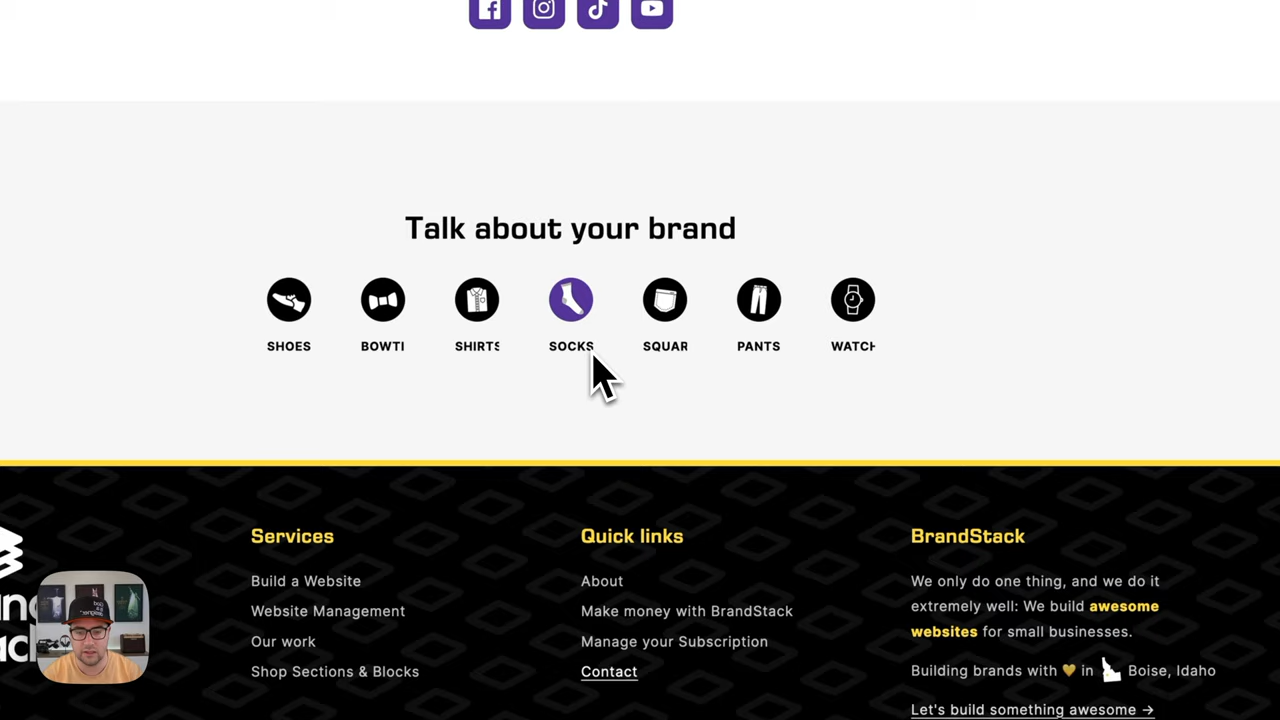 Talk about your brand
SHOES
BOWTI
SHIRTS
SOCKS
SQUAR
PANTS
WATCH
Services
Build a Website
Website Management
Our work
Shop Sections & Blocks
Quick links
About
Make money with BrandStack
Manage your Subscription
Contact
BrandStack
We only do one thing, and we do it
extremely well: We build awesome
websites for small businesses.
Building brands with 💛 in Boise, Idaho
Let's build something awesome →